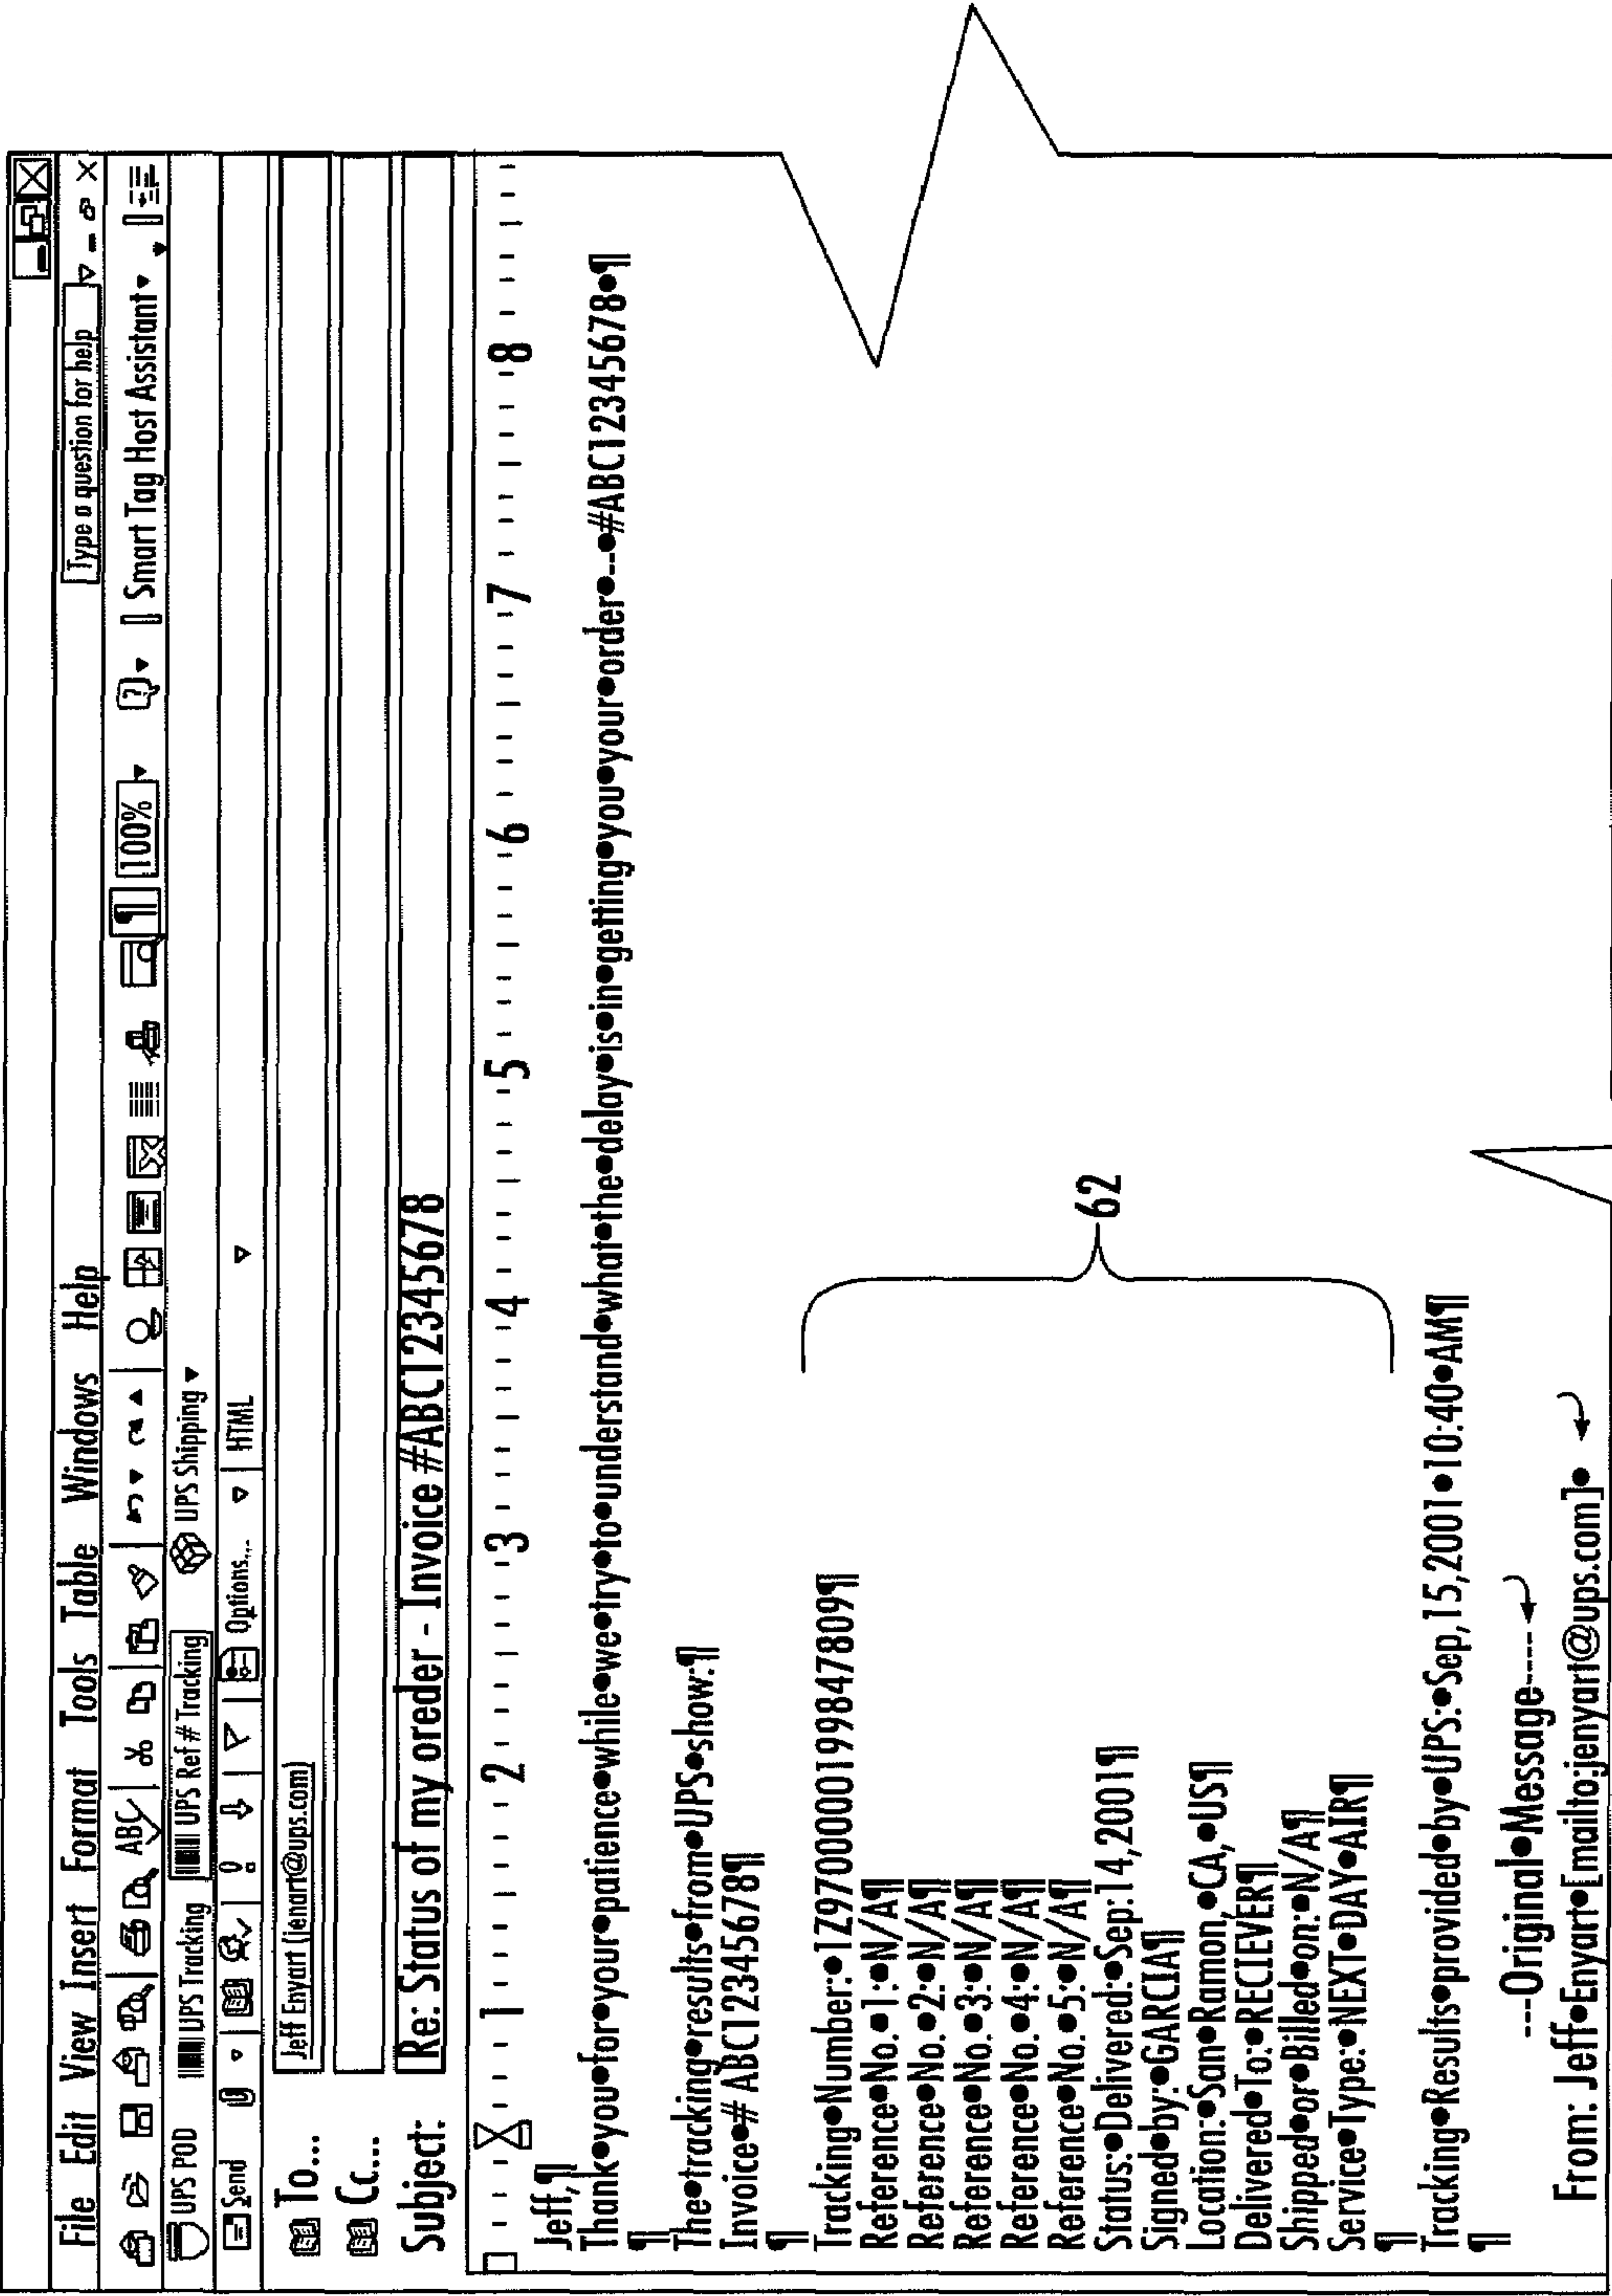 File Edit View Insert Format Tools Table Windows Help
Type a question for help
ABC
¶ 100%
Smart Tag Host Assistant
UPS POD
UPS Tracking
UPS Ref # Tracking
UPS Shipping
Send
Options...
HTML
To...
Jeff Enyart (jenart@ups.com)
Cc...
Subject: Re: Status of my oreder - Invoice #ABC12345678
1 2 3 4 5 6 7 8
Jeff,¶
Thank●you●for●your●patience●while●we●try●to●understand●what●the●delay●is●in●getting●you●your●order●--●#ABC12345678●¶
¶
The●tracking●results●from●UPS●show:¶
Invoice●# ABC12345678¶
¶
Tracking●Number:●1Z9700000199847809¶
Reference●No.●1:●N/A¶
Reference●No.●2:●N/A¶
Reference●No.●3:●N/A¶
Reference●No.●4:●N/A¶
Reference●No.●5:●N/A¶
Status:●Delivered:●Sep:14,2001¶
Signed●by:●GARCIA¶
Location:●San●Ramon,●CA,●US¶
Delivered●To:●RECIEVER¶
Shipped●or●Billed●on:●N/A¶
Service●Type:●NEXT●DAY●AIR¶
62
¶
Tracking●Results●provided●by●UPS:●Sep,15,2001●10:40●AM¶
¶
---Original●Message----
From: Jeff●Enyart●[mailto:jenyart@ups.com]●